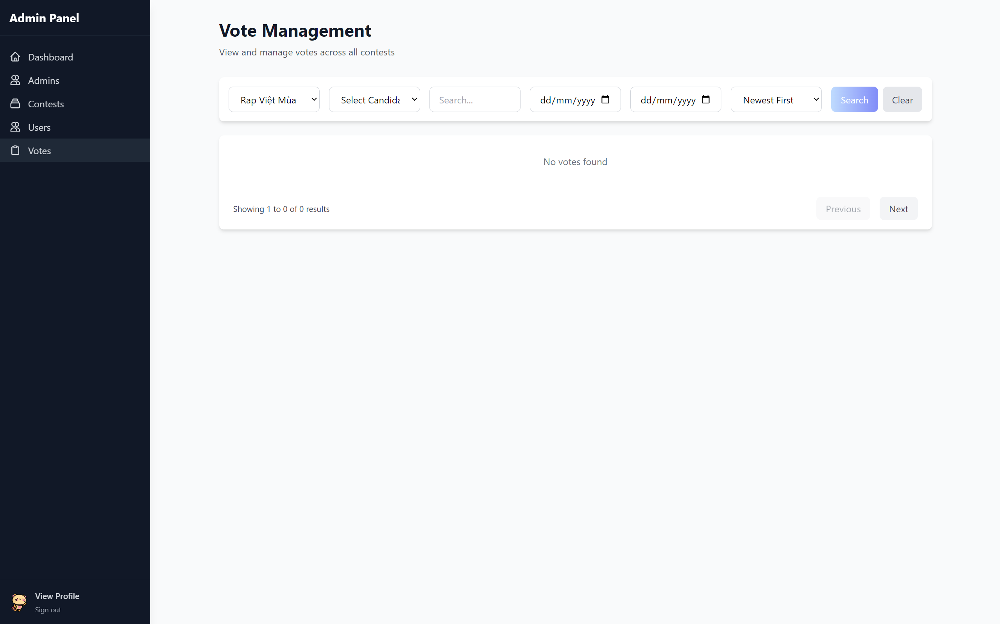 Admin Panel
Dashboard
Admins
Contests
Users
Votes
View Profile
Sign out
Vote Management
View and manage votes across all contests
Rap Việt Mùa
Select Candida
Search...
dd/mm/yyyy
dd/mm/yyyy
Newest First
Search
Clear
No votes found
Showing 1 to 0 of 0 results
Previous
Next